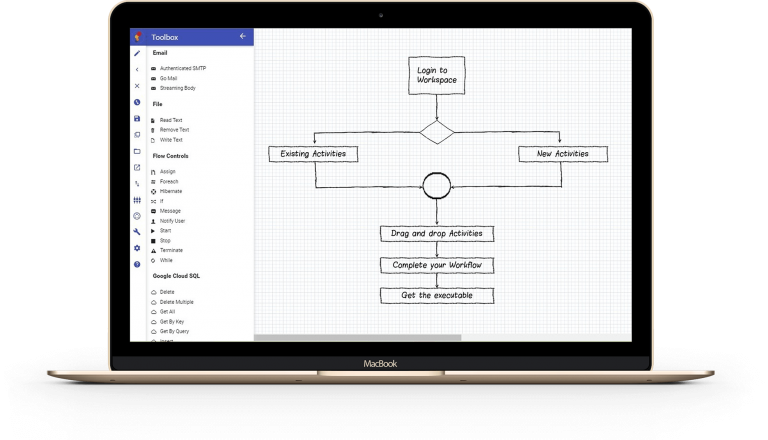 Toolbox
Email
Authenticated SMTP
Go Mail
Streaming Body
File
Read Text
Remove Text
Write Text
Flow Controls
Assign
Foreach
Hibernate
If
Message
Notify User
Start
Stop
Terminate
While
Google Cloud SQL
Delete
Delete Multiple
Get All
Get By Key
Get By Query
Insert
Login to
Workspace
Existing Activities
New Activities
Drag and drop Activities
Complete your Workflow
Get the executable
MacBook